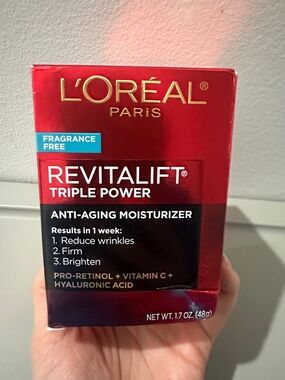 L'ORÉAL®
PARIS
FRAGRANCE
FREE
REVITALIFT®
TRIPLE POWER
ANTI-AGING MOISTURIZER
Results in 1 week:
1. Reduce wrinkles
2. Firm
3. Brighten
PRO-RETINOL + VITAMIN C +
HYALURONIC ACID
NET WT. 1.7 OZ. (48g)